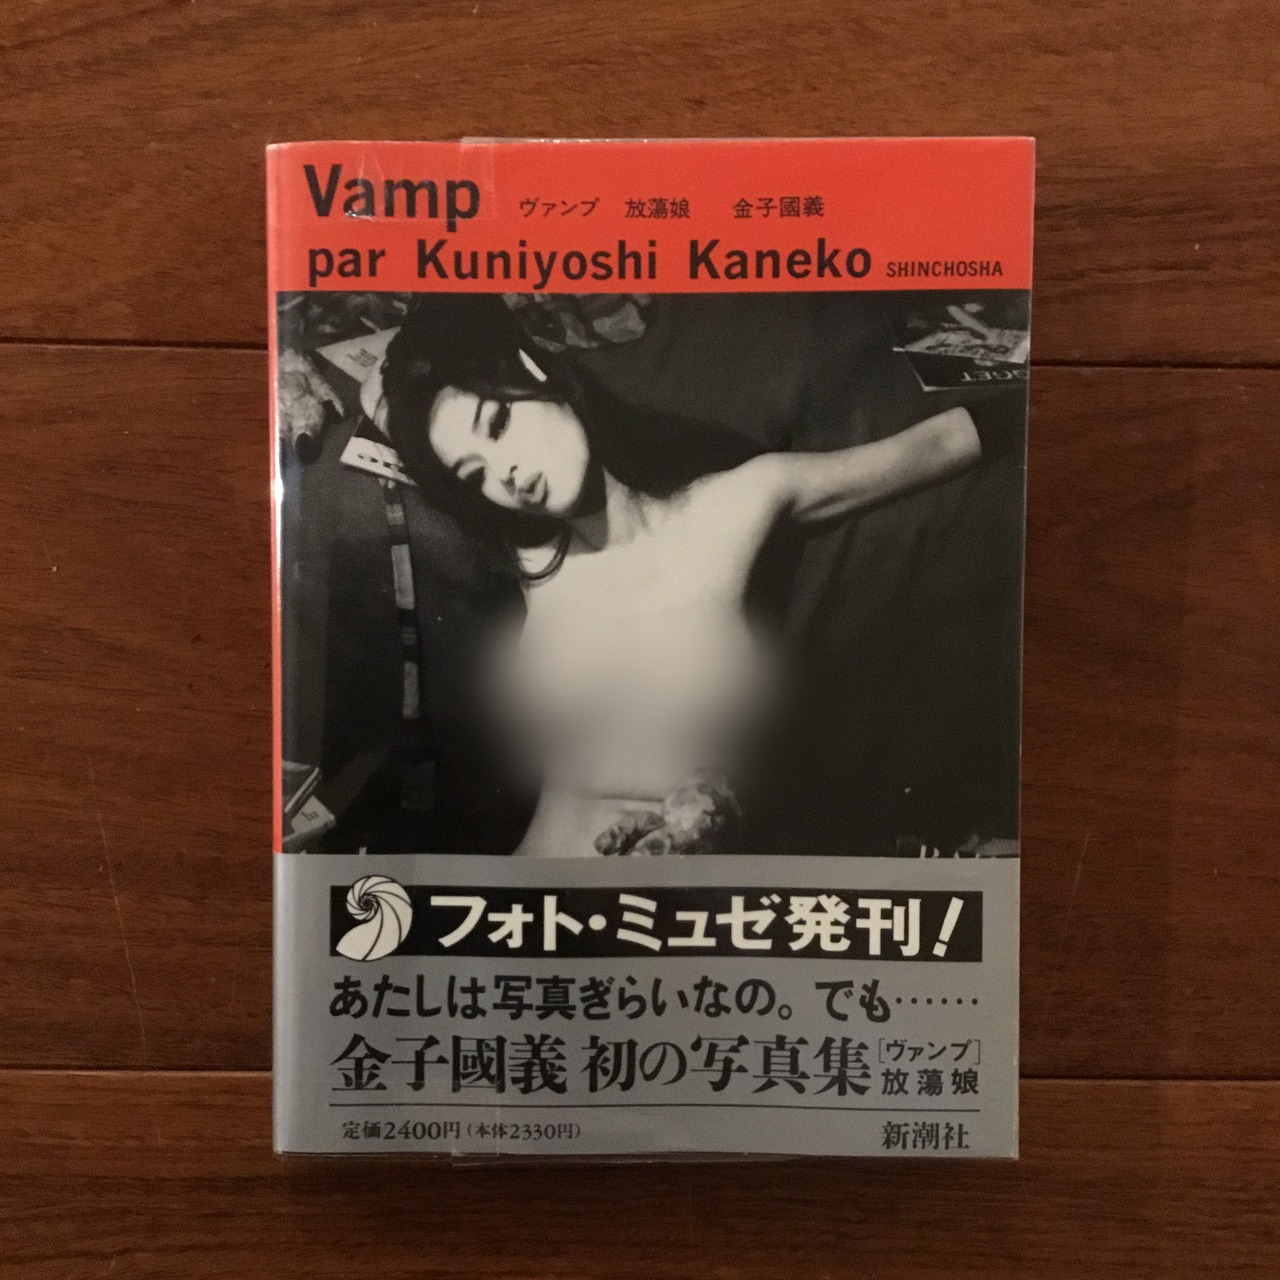 Vamp ヴァンプ 放蕩娘 金子國義
par Kuniyoshi Kaneko SHINCHOSHA
フォト・ミュゼ発刊!
あたしは写真ぎらいなの。でも……
金子國義 初の写真集 [ヴァンプ]
放蕩娘
定価2400円(本体2330円)
新潮社